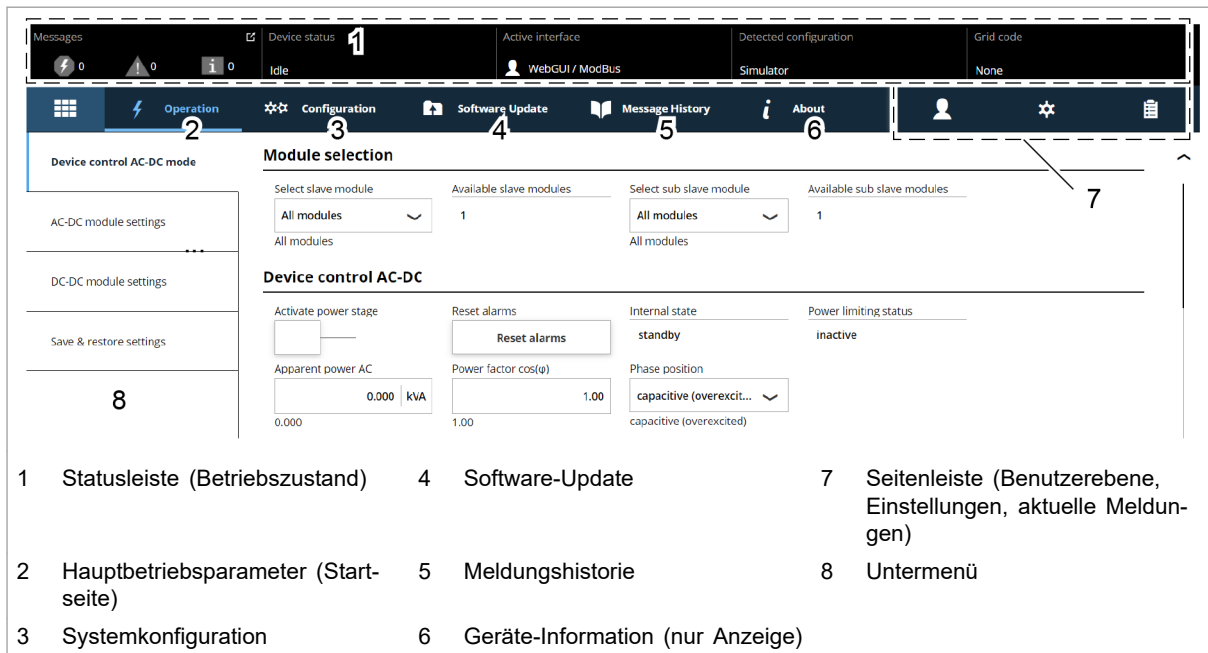 Messages Device status 1 Active interface Detected configuration Grid code
0 0 i 0 Idle WebGUI / ModBus Simulator None
Operation Configuration Software Update Message History i About
2 3 4 5 6
7
Device control AC-DC mode
AC-DC module settings
...
DC-DC module settings
Save & restore settings
8
Module selection
Select slave module Available slave modules Select sub slave module Available sub slave modules
All modules 1 All modules 1
All modules All modules
Device control AC-DC
Activate power stage Reset alarms Internal state Power limiting status
Reset alarms standby inactive
Apparent power AC Power factor cos(φ) Phase position
0.000 kVA 1.00 capacitive (overexcit...
0.000 1.00 capacitive (overexcited)
1 Statusleiste (Betriebszustand)
2 Hauptbetriebsparameter (Start-
seite)
3 Systemkonfiguration
4 Software-Update
5 Meldungshistorie
6 Geräte-Information (nur Anzeige)
7 Seitenleiste (Benutzerebene,
Einstellungen, aktuelle Meldun-
gen)
8 Untermenü